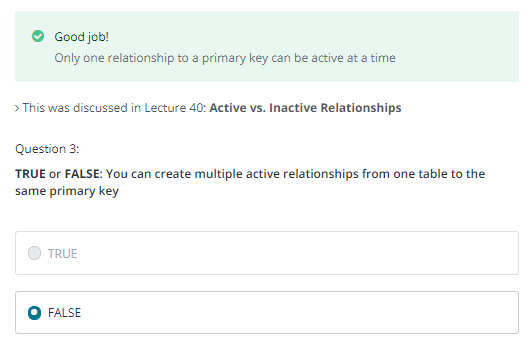 Good job!
Only one relationship to a primary key can be active at a time
> This was discussed in Lecture 40: Active vs. Inactive Relationships
Question 3:
TRUE or FALSE: You can create multiple active relationships from one table to the
same primary key
TRUE
FALSE